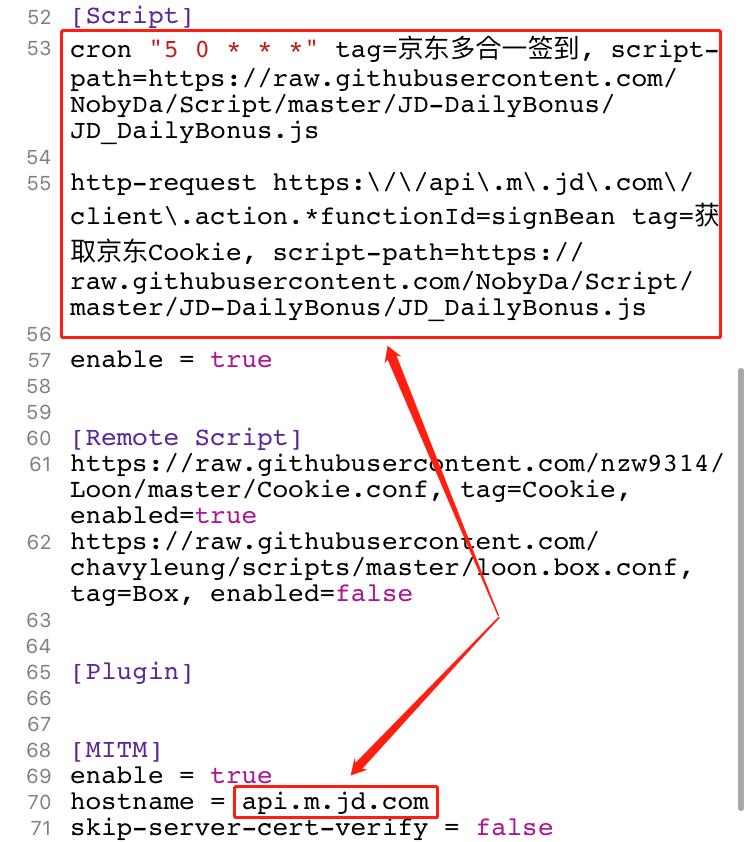 52 [Script]
53 cron "5 0 * * *" tag=京东多合一签到, script-
path=https://raw.githubusercontent.com/
NobyDa/Script/master/JD-DailyBonus/
JD_DailyBonus.js
54
55 http-request https:\/\/api\.m\.jd\.com\/
client\.action.*functionId=signBean tag=获
取京东Cookie, script-path=https://
raw.githubusercontent.com/NobyDa/Script/
master/JD-DailyBonus/JD_DailyBonus.js
56
57 enable = true
58
59
60 [Remote Script]
61 https://raw.githubusercontent.com/nzw9314/
Loon/master/Cookie.conf, tag=Cookie,
enabled=true
62 https://raw.githubusercontent.com/
chavyleung/scripts/master/loon.box.conf,
tag=Box, enabled=false
63
64
65 [Plugin]
66
67
68 [MITM]
69 enable = true
70 hostname = api.m.jd.com
71 skip-server-cert-verify = false